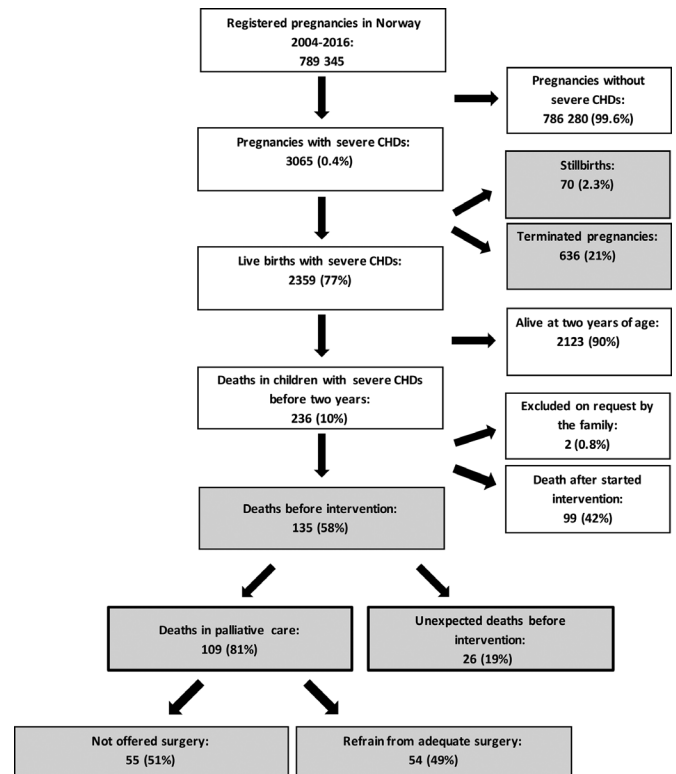 Registered pregnancies in Norway
2004-2016:
789 345
Pregnancies without
severe CHDs:
786 280 (99.6%)
Pregnancies with severe CHDs:
3065 (0.4%)
Stillbirths:
70 (2.3%)
Terminated pregnancies:
636 (21%)
Live births with severe CHDs:
2359 (77%)
Alive at two years of age:
2123 (90%)
Deaths in children with severe CHDs
before two years:
236 (10%)
Excluded on request by
the family:
2 (0.8%)
Death after started
intervention:
99 (42%)
Deaths before intervention:
135 (58%)
Deaths in palliative care:
109 (81%)
Unexpected deaths before
intervention:
26 (19%)
Not offered surgery:
55 (51%)
Refrain from adequate surgery:
54 (49%)